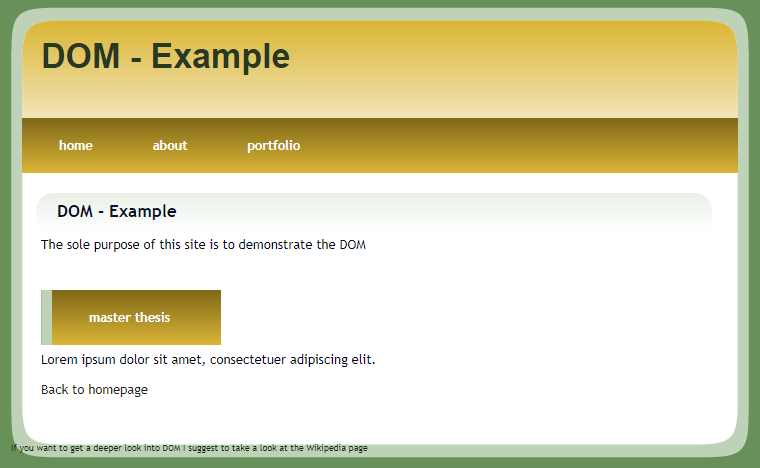 DOM - Example
home about portfolio
DOM - Example
The sole purpose of this site is to demonstrate the DOM
master thesis
Lorem ipsum dolor sit amet, consectetuer adipiscing elit.
Back to homepage
If you want to get a deeper look into DOM I suggest to take a look at the Wikipedia page